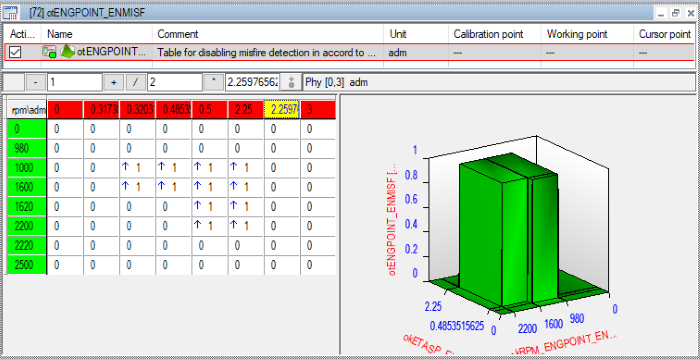 [72] otENGPOINT_ENMISF
Acti... Name Comment Unit Calibration point Working point Cursor point
otENGPOINT... Table for disabling misfire detection in accord to ... adm --- --- ---
- 1 + / 2 * 2.25976562 Phy [0,3] adm
rpm\adm 0 0.3173 0.3203 0.4853 0.5 2.25 2.2597 3
0 0 0 0 0 0 0 0 0
980 0 0 0 0 0 0 0 0
1000 0 0 ↑ 1 ↑ 1 ↑ 1 ↑ 1 0 0
1600 0 0 ↑ 1 ↑ 1 ↑ 1 ↑ 1 0 0
1620 0 0 0 0 ↑ 1 ↑ 1 0 0
2200 0 0 0 0 ↑ 1 ↑ 1 0 0
2220 0 0 0 0 0 0 0 0
2500 0 0 0 0 0 0 0 0
otENGPOINT_ENMISF [...
1
0.8
0.6
0.4
0.2
0
2.25
0.4853515625
0
2200
1600
980
0
okETASP_E
kRPM_ENGPOINT_EN...